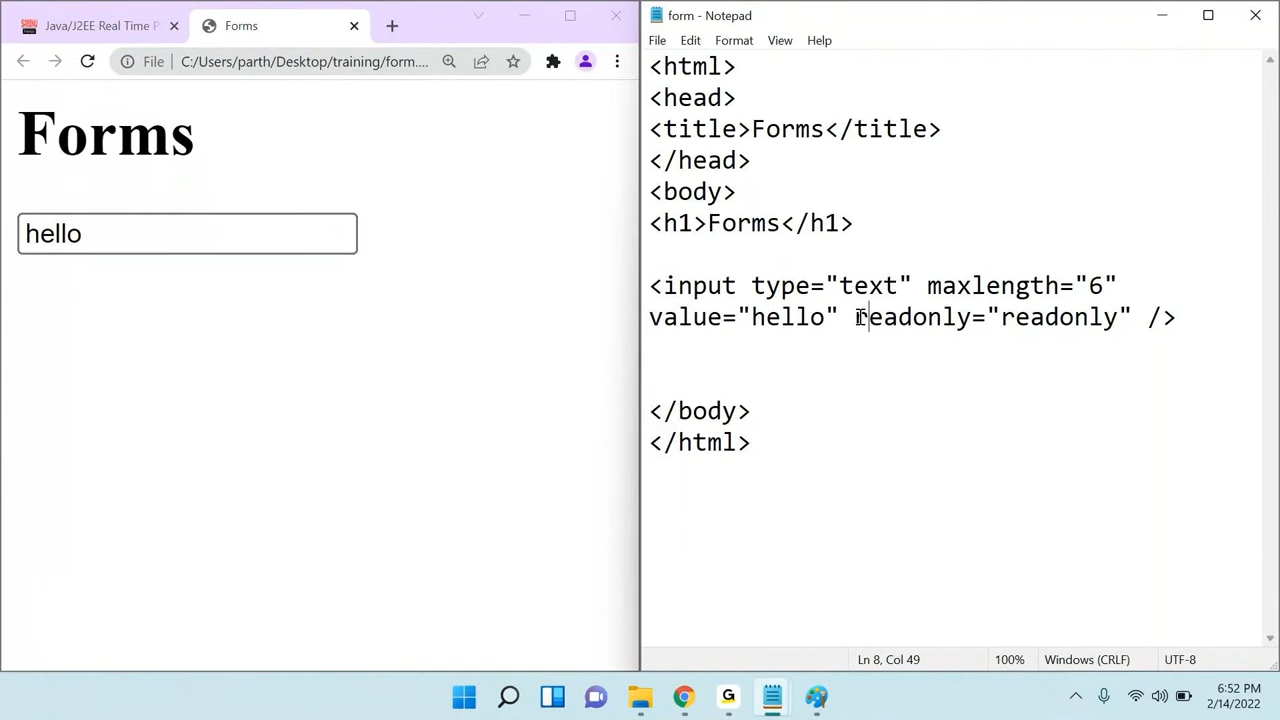 Java/J2EE Real Time P
Forms
File
C:/Users/parth/Desktop/training/form....
Forms
hello
form - Notepad
File Edit Format View Help
<html>
<head>
<title>Forms</title>
</head>
<body>
<h1>Forms</h1>
<input type="text" maxlength="6"
value="hello" readonly="readonly" />
</body>
</html>
Ln 8, Col 49
100%
Windows (CRLF)
UTF-8
G
6:52 PM
2/14/2022